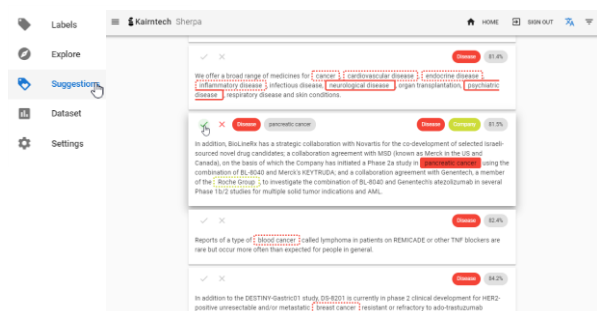 Labels
Explore
Suggestions
Dataset
Settings
Kairntech Sherpa
HOME SIGN OUT
Disease 81.4%
We offer a broad range of medicines for cancer, cardiovascular disease, endocrine disease,
inflammatory disease, infectious disease, neurological disease, organ transplantation, psychiatric
disease, respiratory disease and skin conditions.
Disease pancreatic cancer Disease Company 81.5%
In addition, BioLineRx has a strategic collaboration with Novartis for the co-development of selected Israeli-
sourced novel drug candidates; a collaboration agreement with MSD (known as Merck in the US and
Canada), on the basis of which the Company has initiated a Phase 2a study in pancreatic cancer using the
combination of BL-8040 and Merck's KEYTRUDA; and a collaboration agreement with Genentech, a member
of the Roche Group, to investigate the combination of BL-8040 and Genentech's atezolizumab in several
Phase 1b/2 studies for multiple solid tumor indications and AML.
Disease 82.4%
Reports of a type of blood cancer called lymphoma in patients on REMICADE or other TNF blockers are
rare but occur more often than expected for people in general.
Disease 84.2%
In addition to the DESTINY-Gastric01 study, DS-8201 is currently in phase 2 clinical development for HER2-
positive unresectable and/or metastatic breast cancer resistant or refractory to ado-trastuzumab